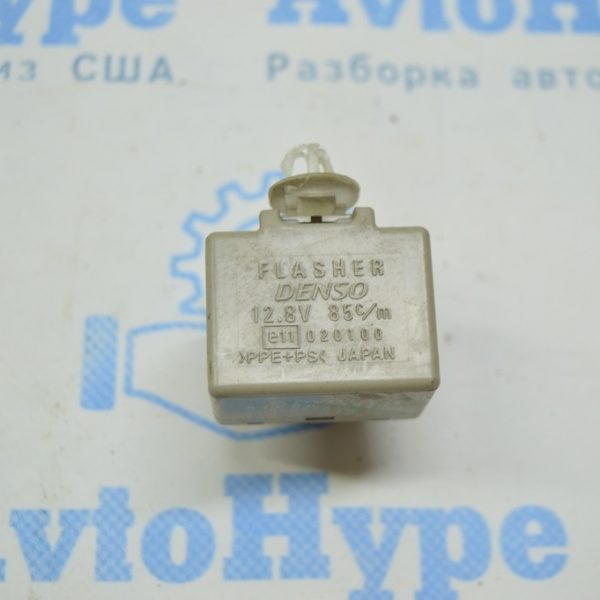 AvtoHype
из США Разборка авто
FLASHER
DENSO
12.8V 85c/m
e11 020100
>PPE+PS< JAPAN
AvtoHype